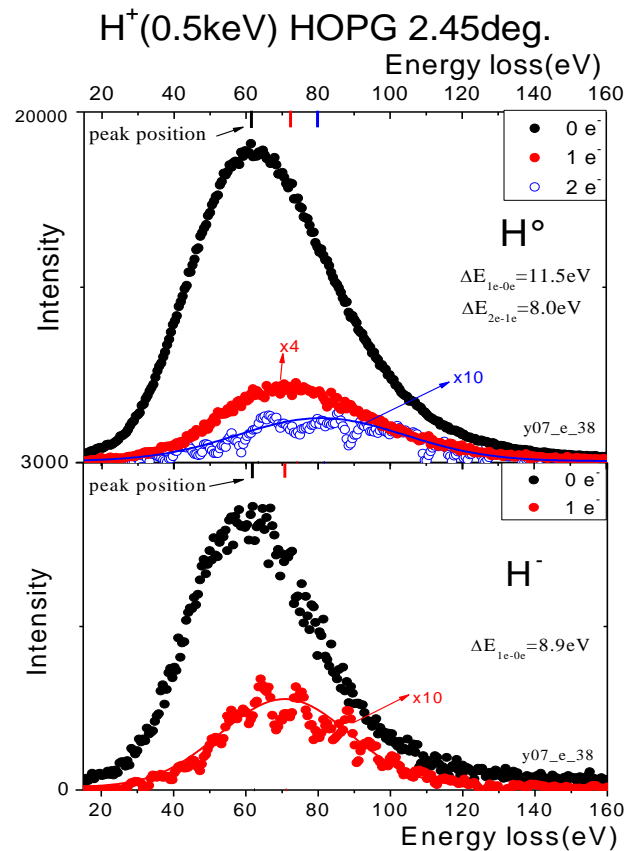 H⁺(0.5keV) HOPG 2.45deg.
Energy loss(eV)
20 40 60 80 100 120 140 160
20000
peak position
0 e⁻
1 e⁻
2 e⁻
H°
Intensity
ΔE₁ₑ₋₀ₑ=11.5eV
ΔE₂ₑ₋₁ₑ=8.0eV
x4
x10
y07_e_38
3000
peak position
0 e⁻
1 e⁻
H⁻
Intensity
ΔE₁ₑ₋₀ₑ=8.9eV
x10
y07_e_38
0
20 40 60 80 100 120 140 160
Energy loss(eV)